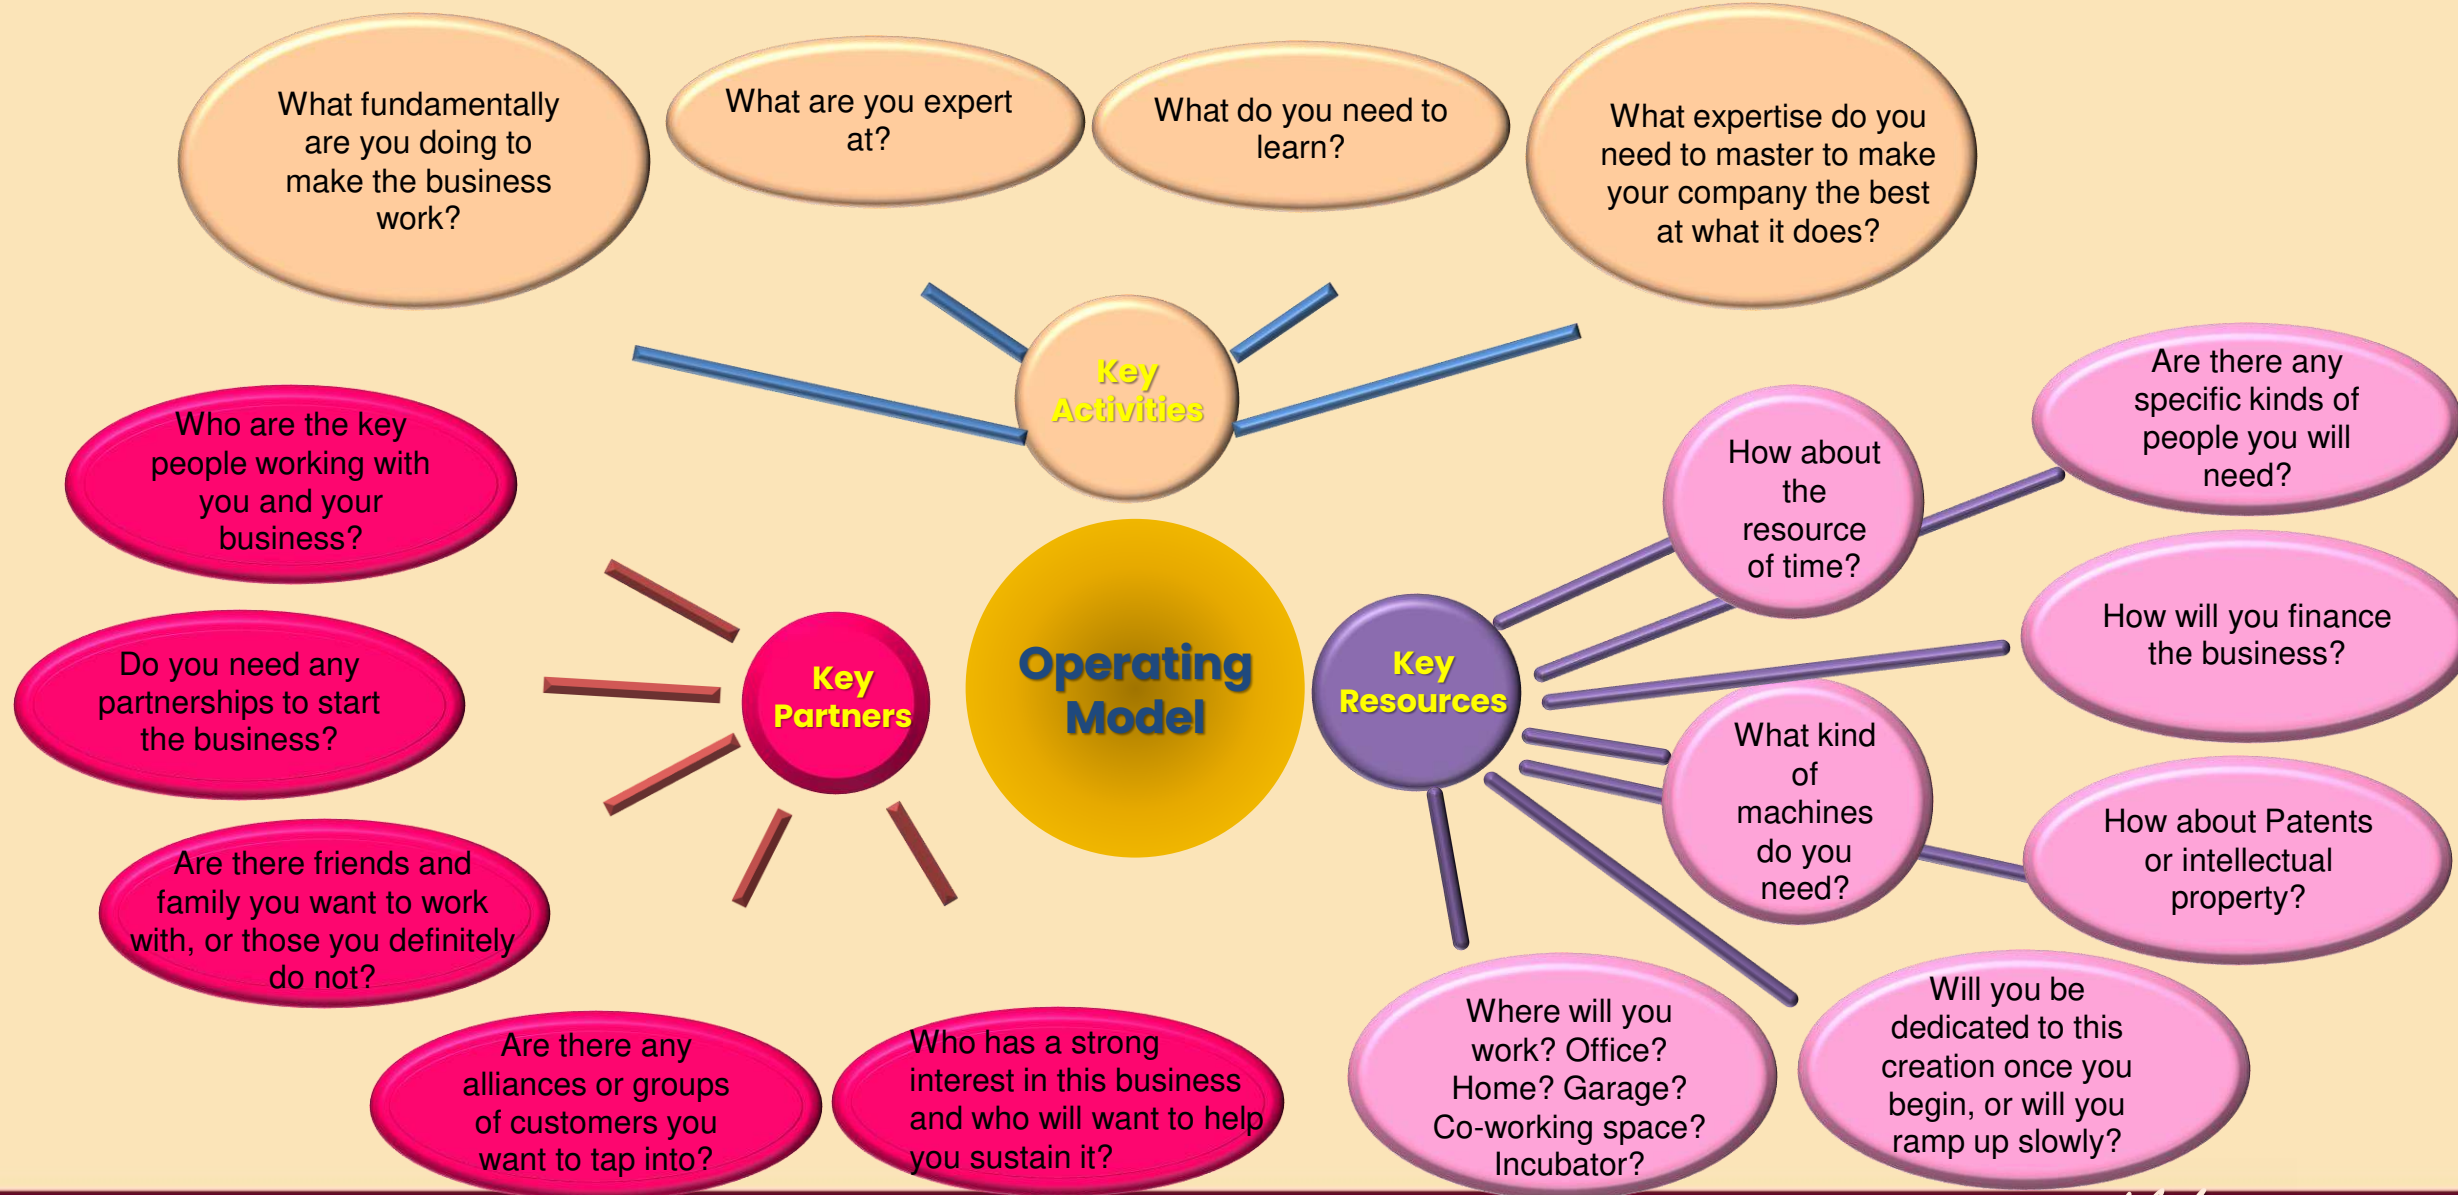 What fundamentally
are you doing to
make the business
work?
What are you expert
at?
What do you need to
learn?
What expertise do you
need to master to make
your company the best
at what it does?
Key
Activities
Who are the key
people working with
you and your
business?
Do you need any
partnerships to start
the business?
Are there friends and
family you want to work
with, or those you definitely
do not?
Are there any
alliances or groups
of customers you
want to tap into?
Who has a strong
interest in this business
and who will want to help
you sustain it?
Key
Partners
Operating
Model
Key
Resources
How about
the
resource
of time?
Are there any
specific kinds of
people you will
need?
How will you finance
the business?
What kind
of
machines
do you
need?
How about Patents
or intellectual
property?
Where will you
work? Office?
Home? Garage?
Co-working space?
Incubator?
Will you be
dedicated to this
creation once you
begin, or will you
ramp up slowly?